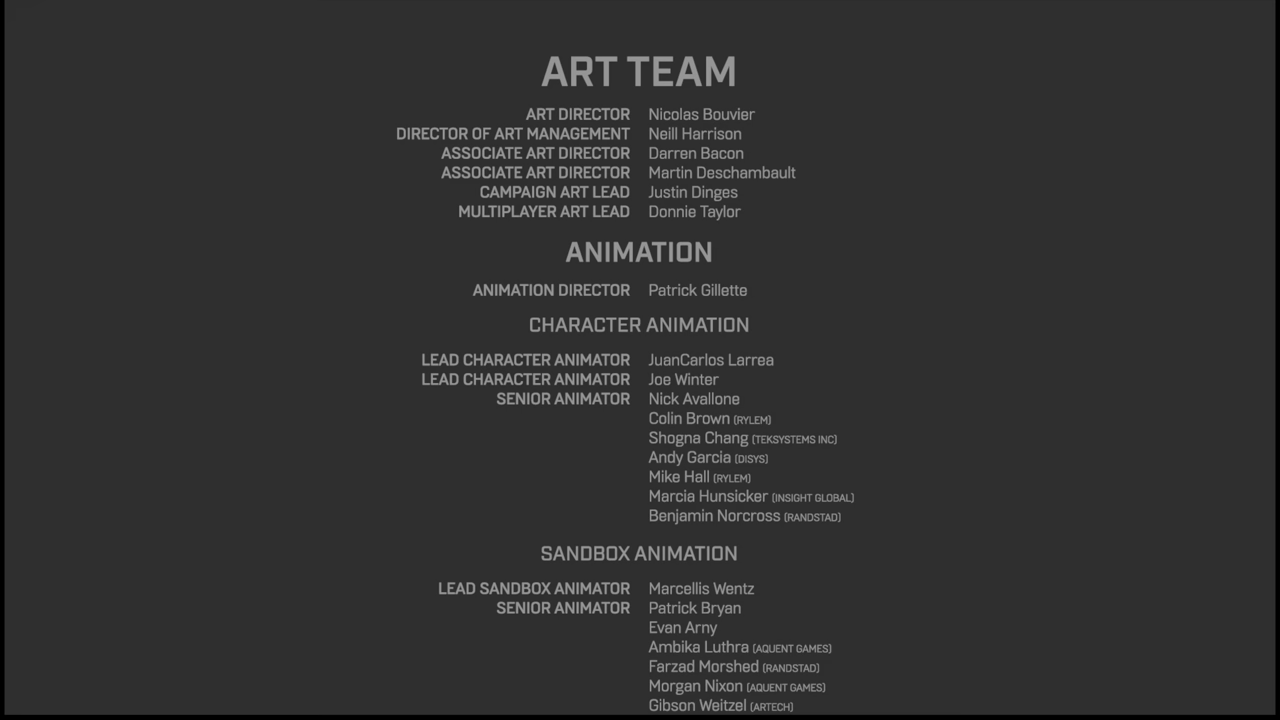 ART TEAM
ART DIRECTOR Nicolas Bouvier
DIRECTOR OF ART MANAGEMENT Neill Harrison
ASSOCIATE ART DIRECTOR Darren Bacon
ASSOCIATE ART DIRECTOR Martin Deschambault
CAMPAIGN ART LEAD Justin Dinges
MULTIPLAYER ART LEAD Donnie Taylor
ANIMATION
ANIMATION DIRECTOR Patrick Gillette
CHARACTER ANIMATION
LEAD CHARACTER ANIMATOR JuanCarlos Larrea
LEAD CHARACTER ANIMATOR Joe Winter
SENIOR ANIMATOR Nick Avallone
Colin Brown (RYLEM)
Shogna Chang (TEKSYSTEMS INC)
Andy Garcia (DISYS)
Mike Hall (RYLEM)
Marcia Hunsicker (INSIGHT GLOBAL)
Benjamin Norcross (RANDSTAD)
SANDBOX ANIMATION
LEAD SANDBOX ANIMATOR Marcellis Wentz
SENIOR ANIMATOR Patrick Bryan
Evan Arny
Ambika Luthra (AQUENT GAMES)
Farzad Morshed (RANDSTAD)
Morgan Nixon (AQUENT GAMES)
Gibson Weitzel (ARTECH)